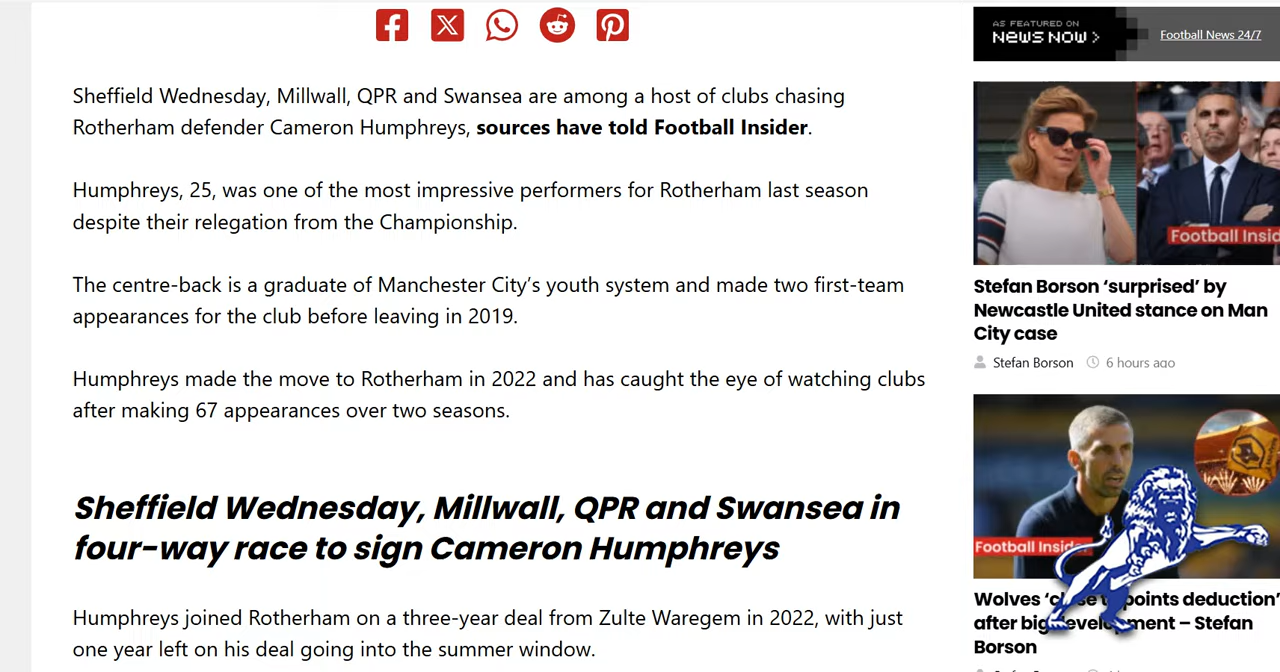 AS FEATURED ON
NEWS NOW >
Football News 24/7
Sheffield Wednesday, Millwall, QPR and Swansea are among a host of clubs chasing
Rotherham defender Cameron Humphreys, sources have told Football Insider.
Humphreys, 25, was one of the most impressive performers for Rotherham last season
despite their relegation from the Championship.
The centre-back is a graduate of Manchester City’s youth system and made two first-team
appearances for the club before leaving in 2019.
Humphreys made the move to Rotherham in 2022 and has caught the eye of watching clubs
after making 67 appearances over two seasons.
Sheffield Wednesday, Millwall, QPR and Swansea in
four-way race to sign Cameron Humphreys
Humphreys joined Rotherham on a three-year deal from Zulte Waregem in 2022, with just
one year left on his deal going into the summer window.
Football Insid
Stefan Borson ‘surprised’ by
Newcastle United stance on Man
City case
Stefan Borson 6 hours ago
Football Insid
Wolves points deduction’
after big – Stefan
Borson